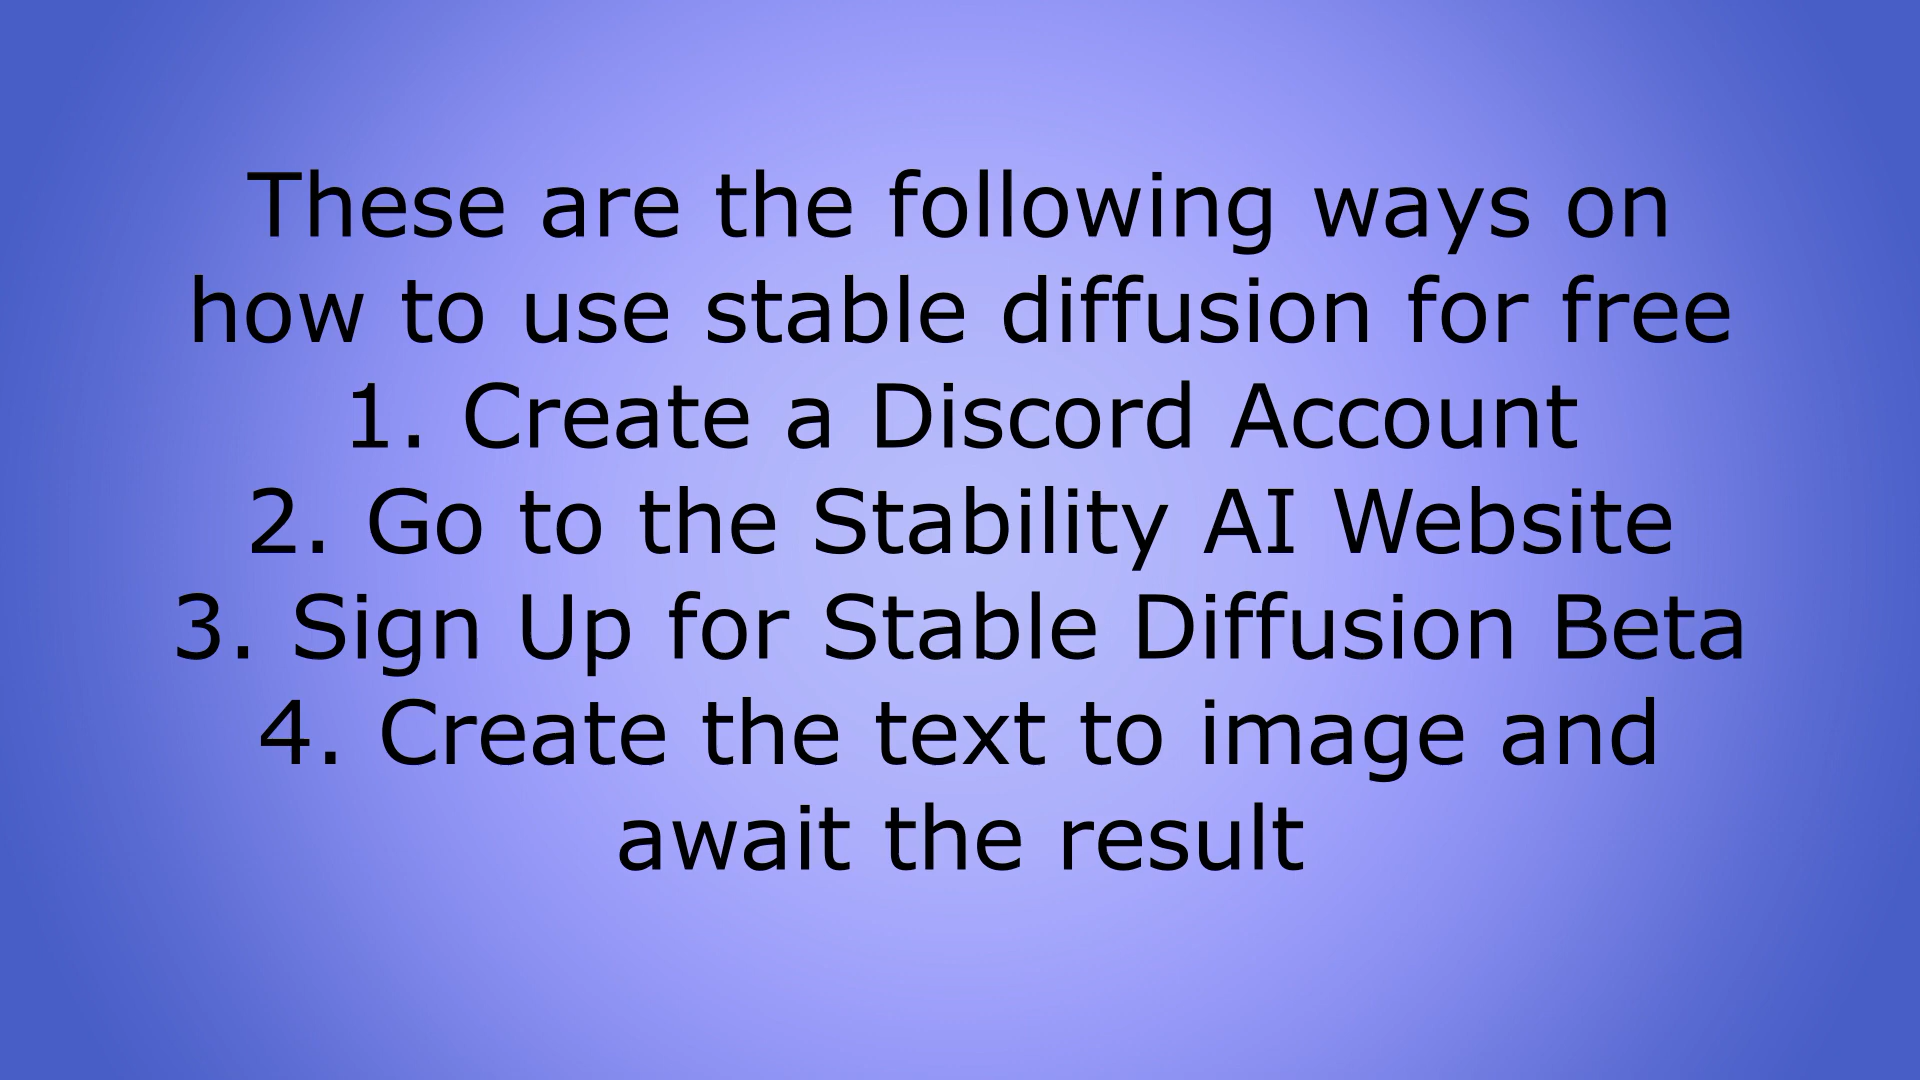 These are the following ways on
how to use stable diffusion for free
1. Create a Discord Account
2. Go to the Stability AI Website
3. Sign Up for Stable Diffusion Beta
4. Create the text to image and
await the result